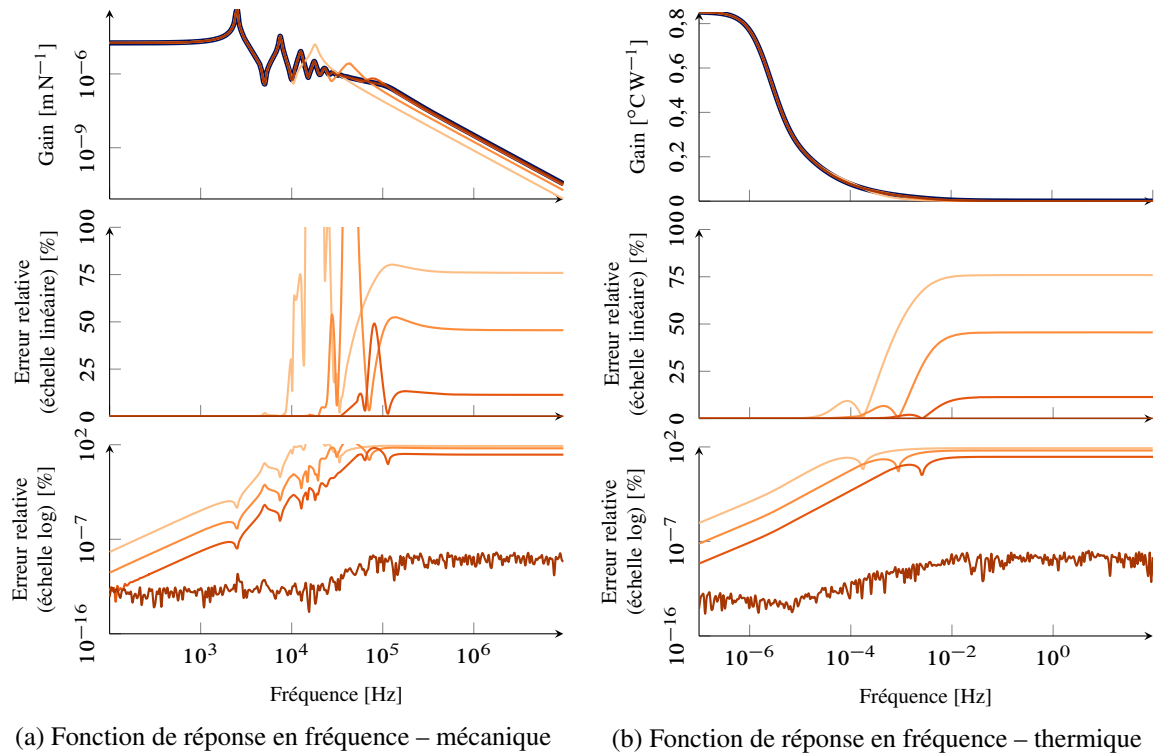 Gain [m N⁻¹]
10⁻⁶
10⁻⁹
Erreur relative
(échelle linéaire) [%]
100
75
50
25
0
Erreur relative
(échelle log) [%]
10²
10⁻⁷
10⁻¹⁶
10³ 10⁴ 10⁵ 10⁶
Fréquence [Hz]
(a) Fonction de réponse en fréquence – mécanique
Gain [°C W⁻¹]
0,8
0,6
0,4
0,2
0
Erreur relative
(échelle linéaire) [%]
100
75
50
25
0
Erreur relative
(échelle log) [%]
10²
10⁻⁷
10⁻¹⁶
10⁻⁶ 10⁻⁴ 10⁻² 10⁰
Fréquence [Hz]
(b) Fonction de réponse en fréquence – thermique